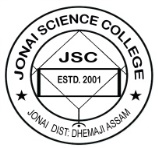 JONAI SCIENCE COLLEGE
JSC
ESTD. 2001
JONAI DIST: DHEMAJI ASSAM